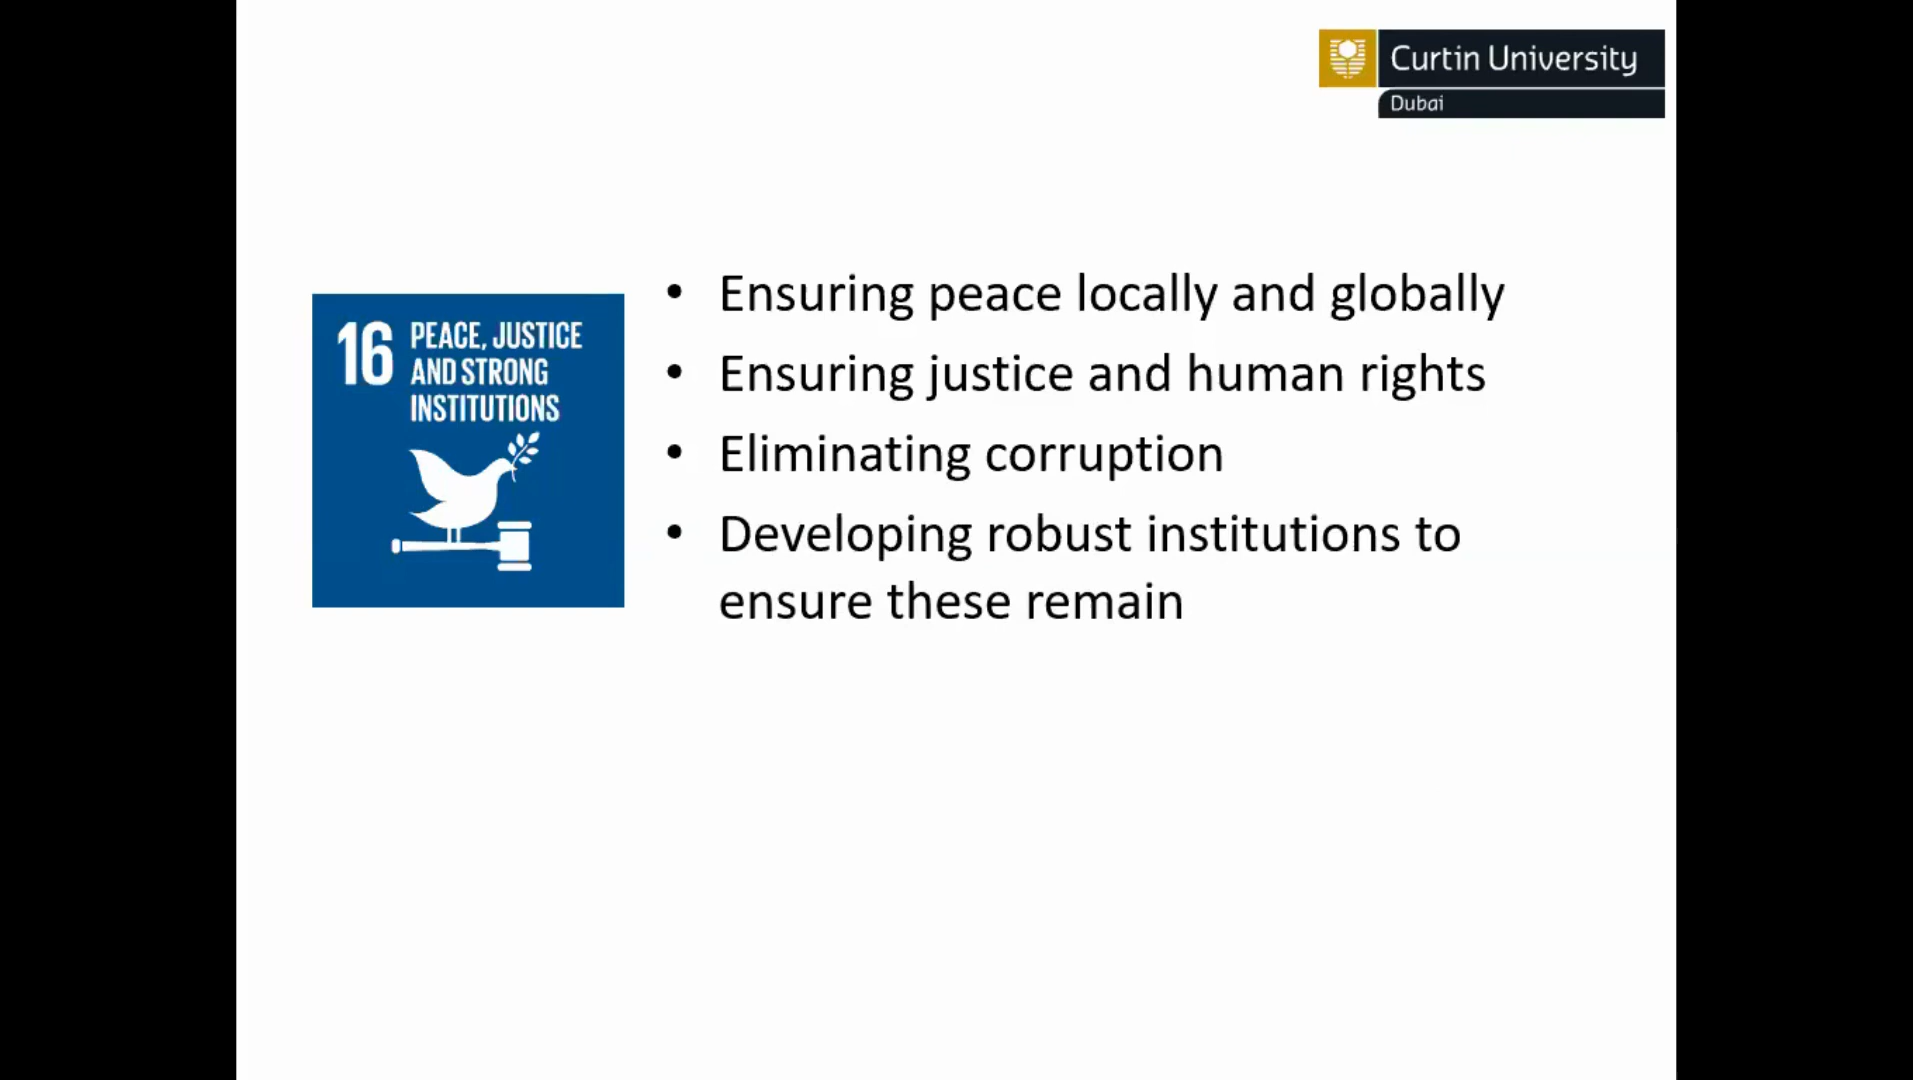 Curtin University
Dubai
16 PEACE, JUSTICE
AND STRONG
INSTITUTIONS
• Ensuring peace locally and globally
• Ensuring justice and human rights
• Eliminating corruption
• Developing robust institutions to
ensure these remain